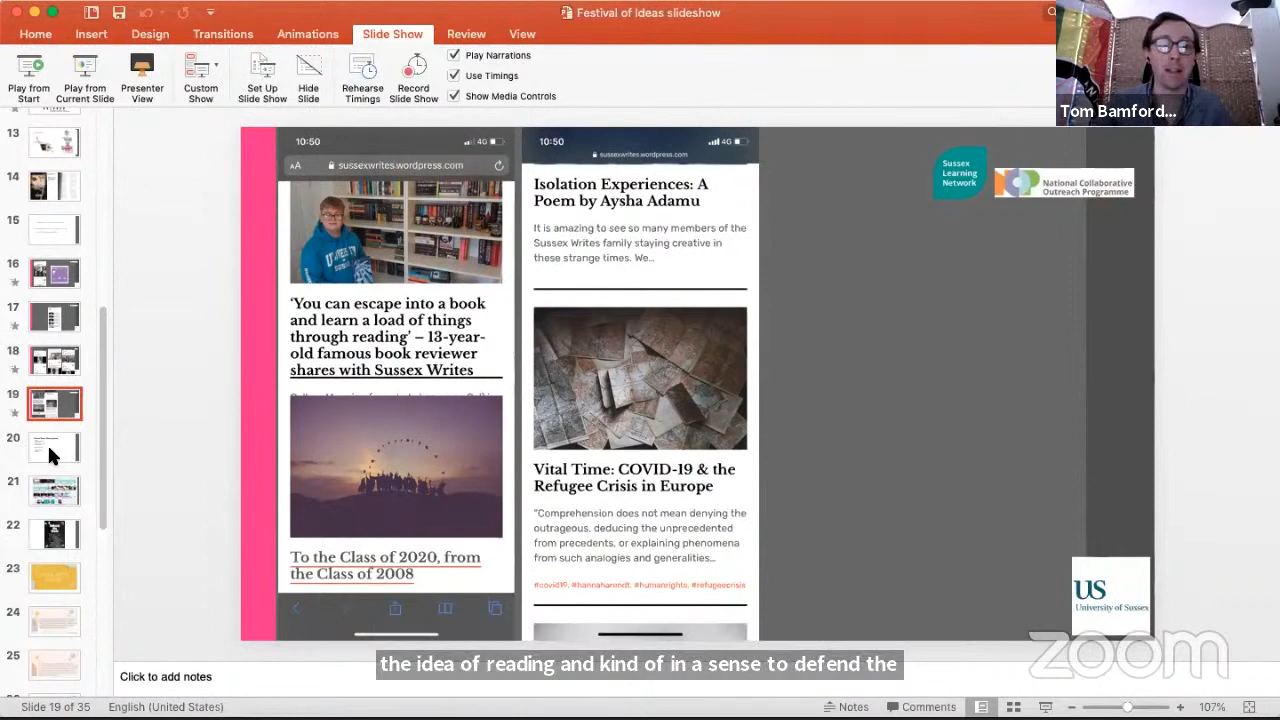 Festival of Ideas slideshow
Home Insert Design Transitions Animations Slide Show Review View
Play from Start
Play from Current Slide
Presenter View
Custom Show
Set Up Slide Show
Hide Slide
Rehearse Timings
Record Slide Show
Play Narrations
Use Timings
Show Media Controls
Tom Bamford...
13
14
15
16
17
18
19
20
21
22
23
24
25
10:50
4G
AA
sussexwrites.wordpress.com
‘You can escape into a book
and learn a load of things
through reading’ – 13-year-
old famous book reviewer
shares with Sussex Writes
To the Class of 2020, from
the Class of 2008
10:50
4G
sussexwrites.wordpress.com
Isolation Experiences: A
Poem by Aysha Adamu
It is amazing to see so many members of the
Sussex Writes family staying creative in
these strange times. We...
Vital Time: COVID-19 & the
Refugee Crisis in Europe
"Comprehension does not mean denying the
outrageous, deducing the unprecedented
from precedents, or explaining phenomena
from such analogies and generalities...
#covid19, #hannaharendt, #humanrights, #refugeecrisis
Sussex
Learning
Network
National Collaborative
Outreach Programme
US
University of Sussex
zoom
the idea of reading and kind of in a sense to defend the
Click to add notes
Slide 19 of 35 English (United States) Notes Comments 107%